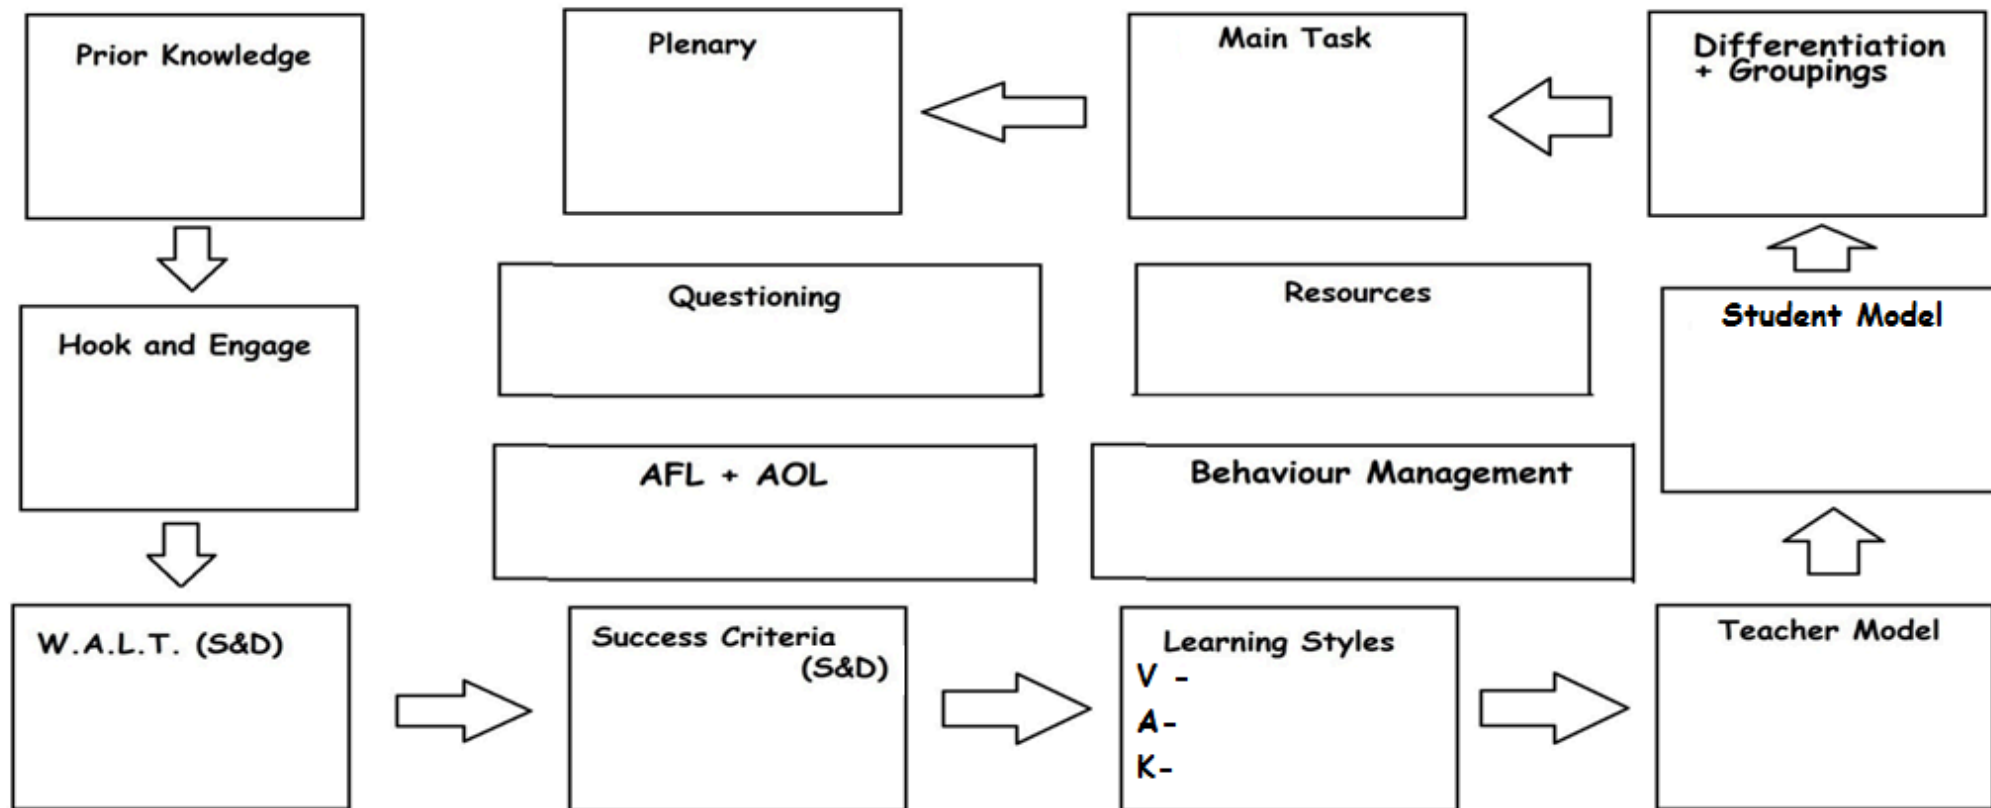 Prior Knowledge
Plenary
Main Task
Differentiation
+ Groupings
Questioning
Resources
Student Model
Hook and Engage
AFL + AOL
Behaviour Management
W.A.L.T. (S&D)
Success Criteria
(S&D)
Learning Styles
V -
A-
K-
Teacher Model